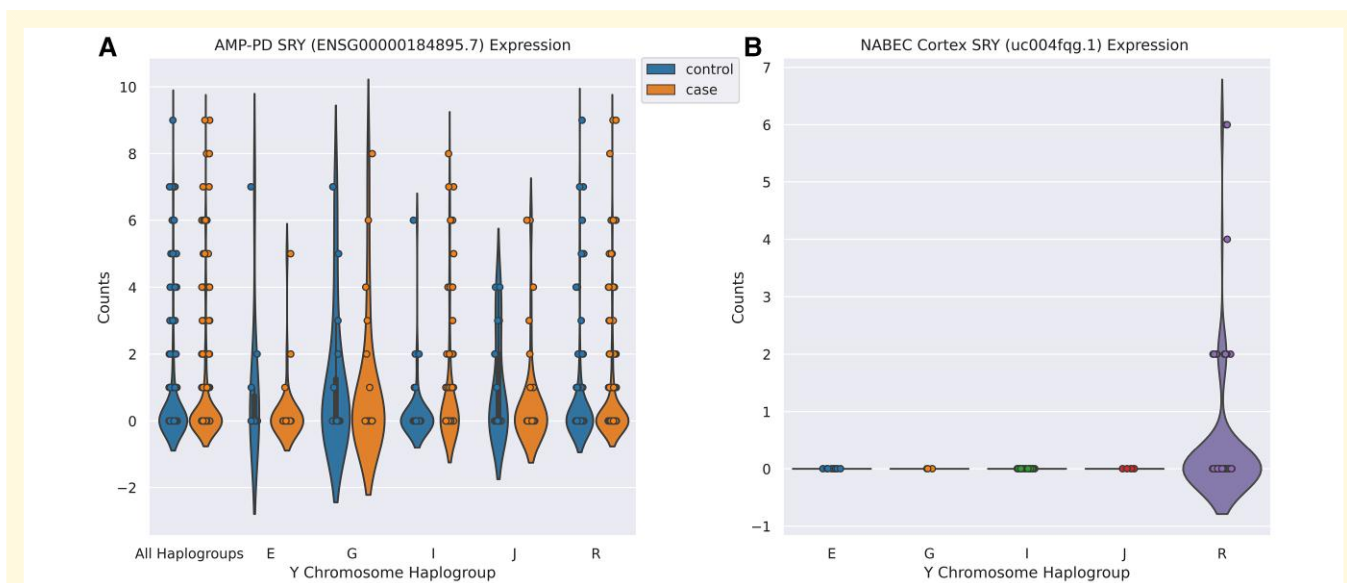 A
AMP-PD SRY (ENSG00000184895.7) Expression
control
case
10
8
6
4
2
0
−2
Counts
All Haplogroups E G I J R
Y Chromosome Haplogroup
B
NABEC Cortex SRY (uc004fqg.1) Expression
7
6
5
4
3
2
1
0
−1
Counts
E G I J R
Y Chromosome Haplogroup